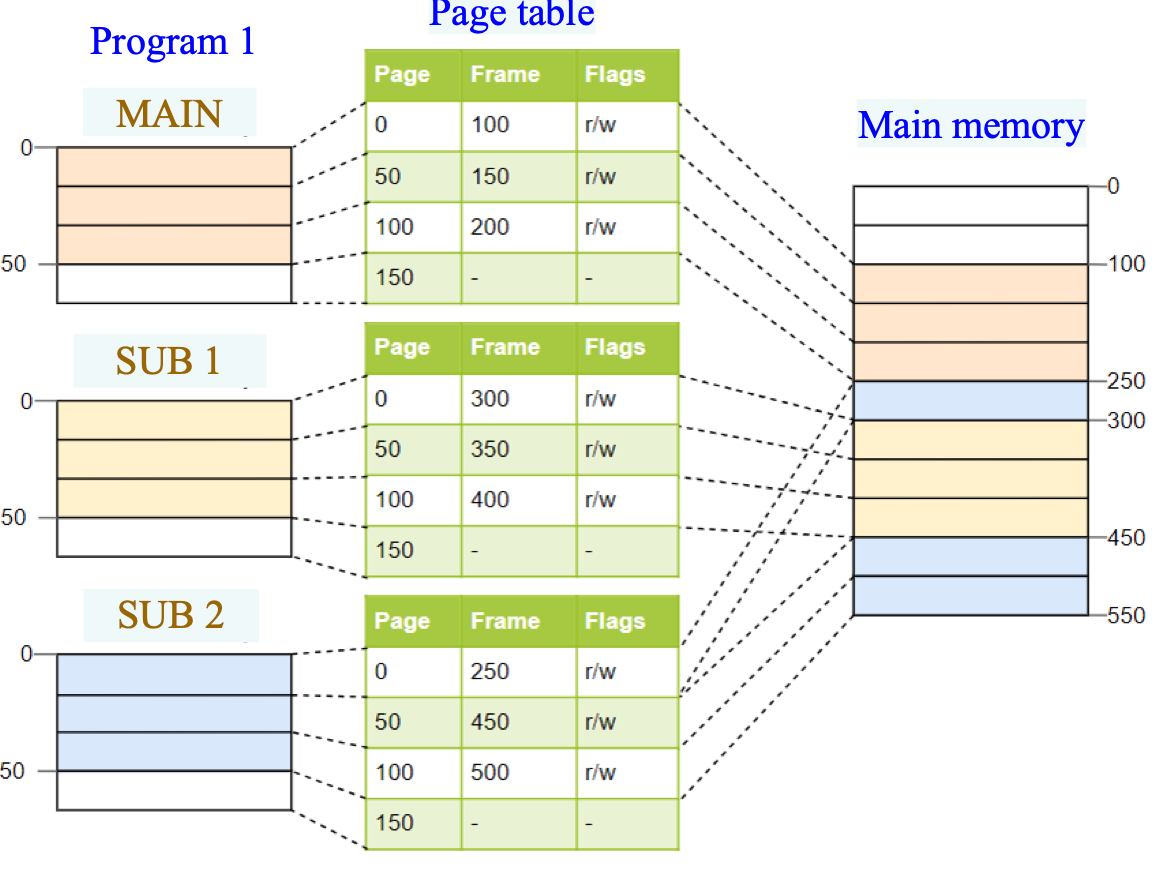 Page table
Program 1
MAIN
0
50
Page Frame Flags
0 100 r/w
50 150 r/w
100 200 r/w
150 - -
SUB 1
0
50
Page Frame Flags
0 300 r/w
50 350 r/w
100 400 r/w
150 - -
SUB 2
0
50
Page Frame Flags
0 250 r/w
50 450 r/w
100 500 r/w
150 - -
Main memory
0
100
250
300
450
550